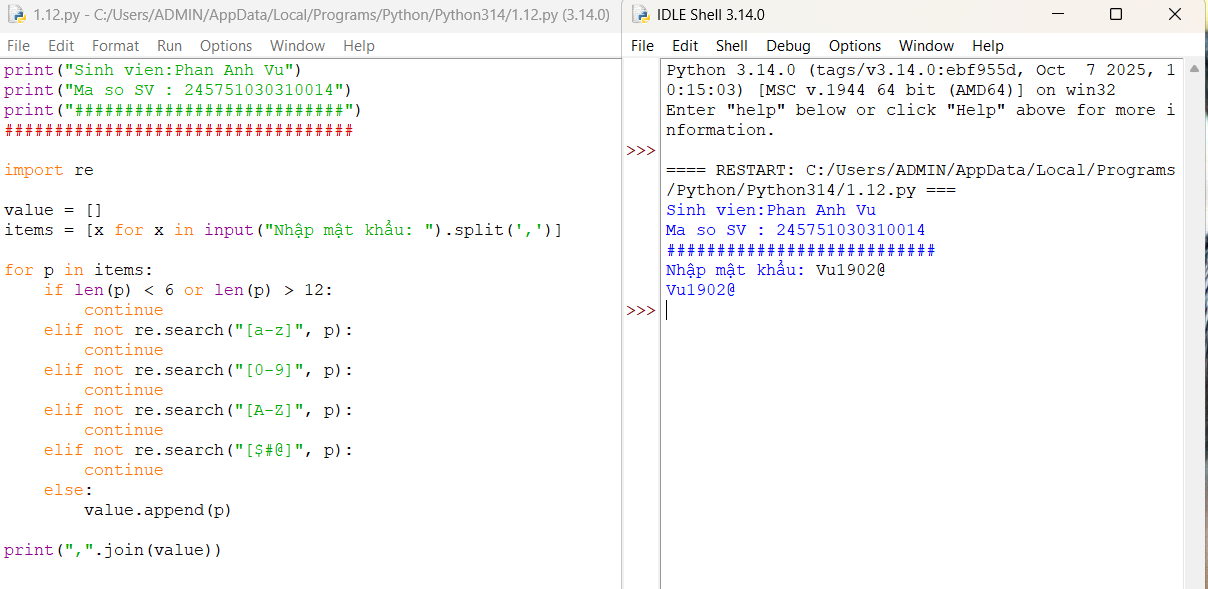 1.12.py - C:/Users/ADMIN/AppData/Local/Programs/Python/Python314/1.12.py (3.14.0)
File Edit Format Run Options Window Help
print("Sinh vien:Phan Anh Vu")
print("Ma so SV : 245751030310014")
print("###########################")
###################################
import re
value = []
items = [x for x in input("Nhập mật khẩu: ").split(',')]
for p in items:
    if len(p) < 6 or len(p) > 12:
        continue
    elif not re.search("[a-z]", p):
        continue
    elif not re.search("[0-9]", p):
        continue
    elif not re.search("[A-Z]", p):
        continue
    elif not re.search("[$#@]", p):
        continue
    else:
        value.append(p)
print(",".join(value))
IDLE Shell 3.14.0
File Edit Shell Debug Options Window Help
Python 3.14.0 (tags/v3.14.0:ebf955d, Oct  7 2025, 1
0:15:03) [MSC v.1944 64 bit (AMD64)] on win32
Enter "help" below or click "Help" above for more i
nformation.
>>>
==== RESTART: C:/Users/ADMIN/AppData/Local/Programs
/Python/Python314/1.12.py ===
Sinh vien:Phan Anh Vu
Ma so SV : 245751030310014
###########################
Nhập mật khẩu: Vu1902@
Vu1902@
>>>